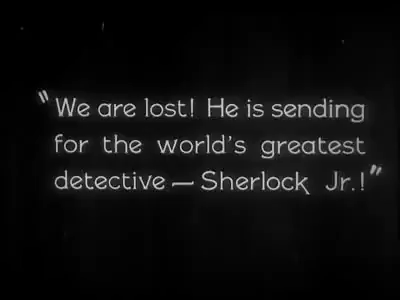 "We are lost! He is sending
for the world's greatest
detective — Sherlock Jr.!"